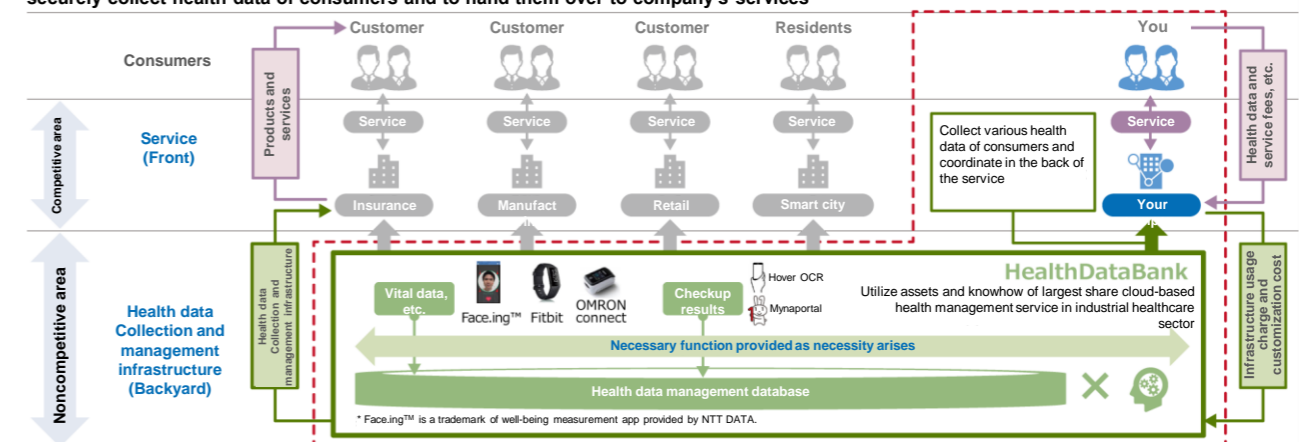 securely collect health data of consumers and to hand them over to company's services
Consumers
Customer
Customer
Customer
Residents
You
Products and
services
Health data and
service fees, etc.
Competitive area
Service
(Front)
Service
Service
Service
Service
Service
Collect various health
data of consumers and
coordinate in the back of
the service
Insurance
Manufact
Retail
Smart city
Your
Noncompetitive area
Health data
Collection and
management
infrastructure
(Backyard)
Health data
Collection and
management infrastructure
Infrastructure usage
charge and
customization cost
Vital data,
etc.
Face.ing™
Fitbit
OMRON
connect
Checkup
results
Hover OCR
Mynaportal
HealthDataBank
Utilize assets and knowhow of largest share cloud-based
health management service in industrial healthcare
sector
Necessary function provided as necessity arises
Health data management database
* Face.ing™ is a trademark of well-being measurement app provided by NTT DATA.